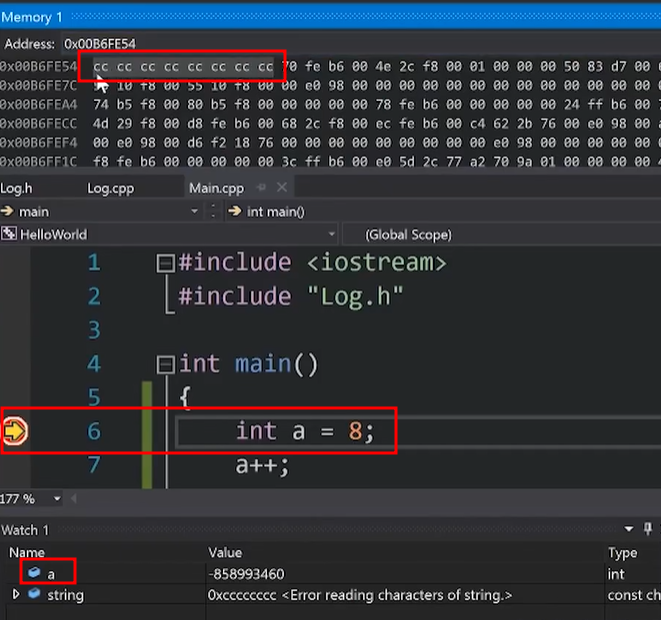 Memory 1
Address: 0x00B6FE54
0x00B6FE54 cc cc cc cc cc cc cc cc 70 fe b6 00 4e 2c f8 00 01 00 00 00 50 83 d7 00
0x00B6FE7C 10 f8 00 55 10 f8 00 00 e0 98 00 00 00 00 00 00 00 00 00 00 00 00 00
0x00B6FEA4 74 b5 f8 00 80 b5 f8 00 00 00 00 00 78 fe b6 00 00 00 00 00 24 ff b6 00
0x00B6FECC 4d 29 f8 00 d8 fe b6 00 68 2c f8 00 ec fe b6 00 c4 62 2b 76 00 e0 98 00
0x00B6FEF4 00 e0 98 00 d6 f2 18 76 00 00 00 00 00 00 00 00 00 e0 98 00 00 00 00 00
0x00B6FF1C f8 fe b6 00 00 00 00 00 3c ff b6 00 e0 5d 2c 77 a2 70 9a 01 00 00 00 00
Log.h Log.cpp Main.cpp
main int main()
HelloWorld (Global Scope)
1 #include <iostream>
2 #include "Log.h"
3
4 int main()
5 {
6 int a = 8;
7 a++;
177 %
Watch 1
Name Value Type
a -858993460 int
string 0xcccccccc <Error reading characters of string.> const ch